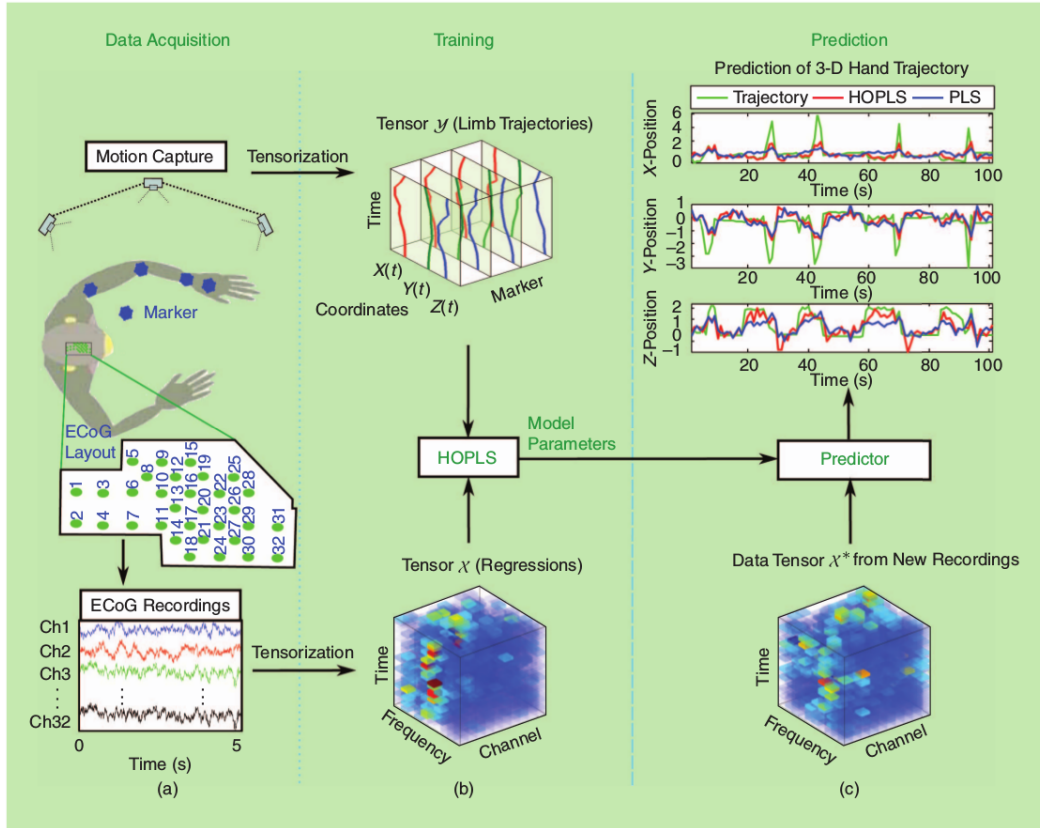 Data Acquisition
Training
Prediction
Motion Capture
Tensorization
Marker
ECoG
Layout
1
2
3
4
5
6
7
8
9
10
11
12
13
14
15
16
17
18
19
20
21
22
23
24
25
26
27
28
29
30
31
32
ECoG Recordings
Ch1
Ch2
Ch3
Ch32
0
5
Time (s)
(a)
Tensorization
Tensor 𝒴 (Limb Trajectories)
Time
X(t)
Y(t)
Z(t)
Coordinates
Marker
HOPLS
Model
Parameters
Tensor 𝒳 (Regressions)
Time
Frequency
Channel
(b)
Prediction of 3-D Hand Trajectory
Trajectory HOPLS PLS
X-Position
6
4
2
0
0 20 40 60 80 100
Time (s)
Y-Position
1
0
−1
−2
−3
0 20 40 60 80 100
Time (s)
Z-Position
2
1
0
−1
0 20 40 60 80 100
Time (s)
Predictor
Data Tensor 𝒳* from New Recordings
Time
Frequency
Channel
(c)